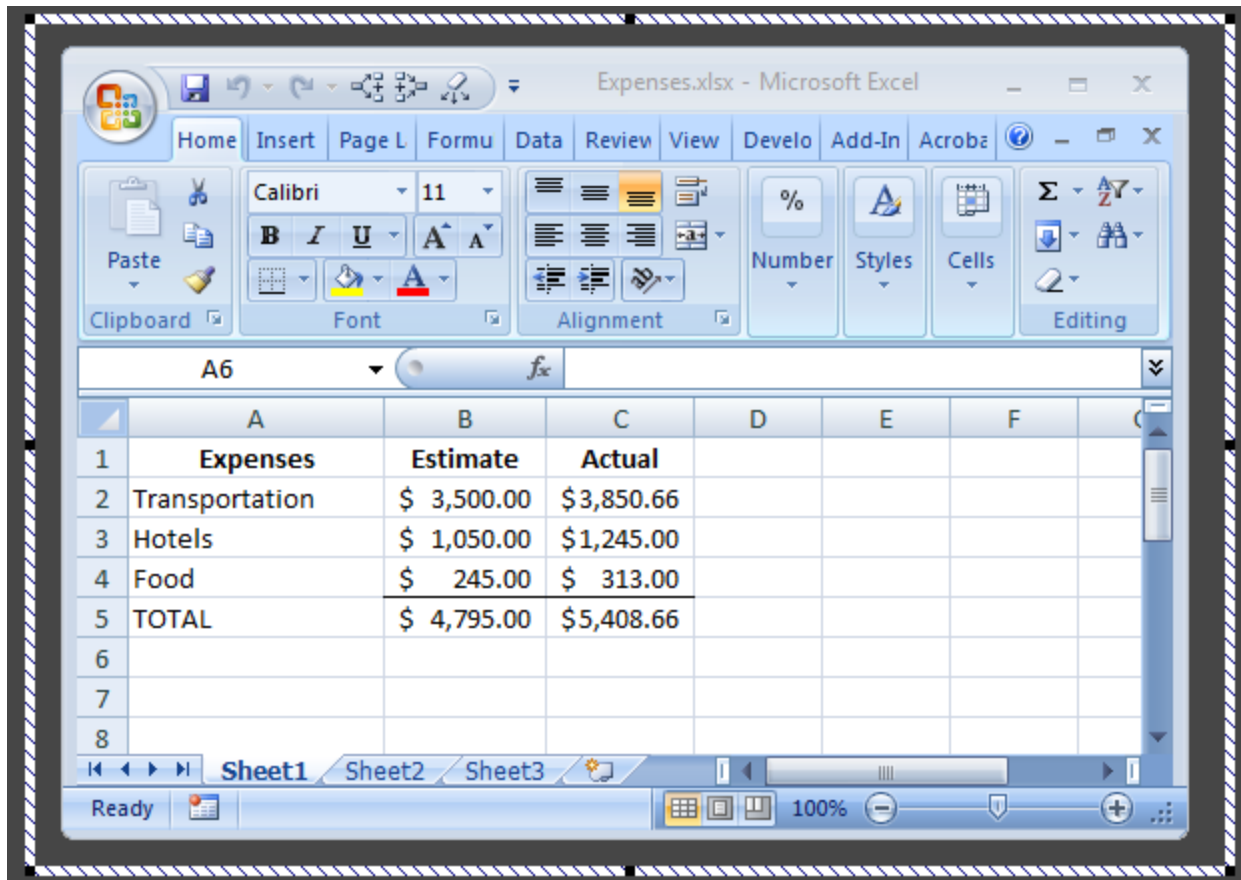 Expenses.xlsx - Microsoft Excel
Home Insert Page L Formu Data Review View Develo Add-In Acroba
Calibri 11
Paste
B I U A A
% Number
Styles
Cells
Σ A Z
A
Clipboard Font Alignment Editing
A6 fx
A B C D E F
1 Expenses Estimate Actual
2 Transportation $ 3,500.00 $3,850.66
3 Hotels $ 1,050.00 $1,245.00
4 Food $ 245.00 $ 313.00
5 TOTAL $ 4,795.00 $5,408.66
6
7
8
Sheet1 Sheet2 Sheet3
Ready 100%